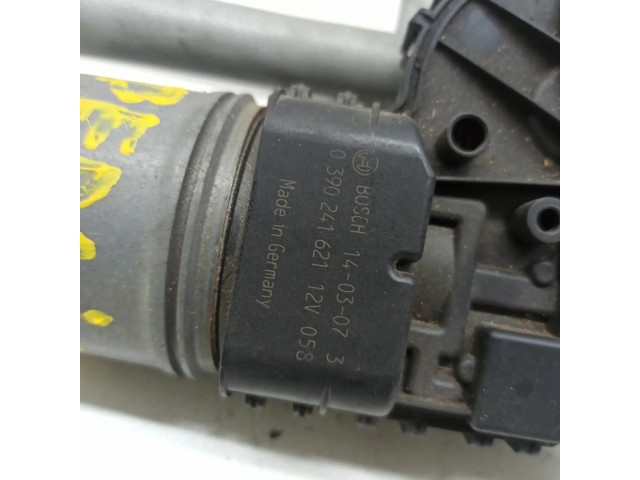 BOSCH 14-03-07 3
0 390 241 621 12V 058
Made in Germany